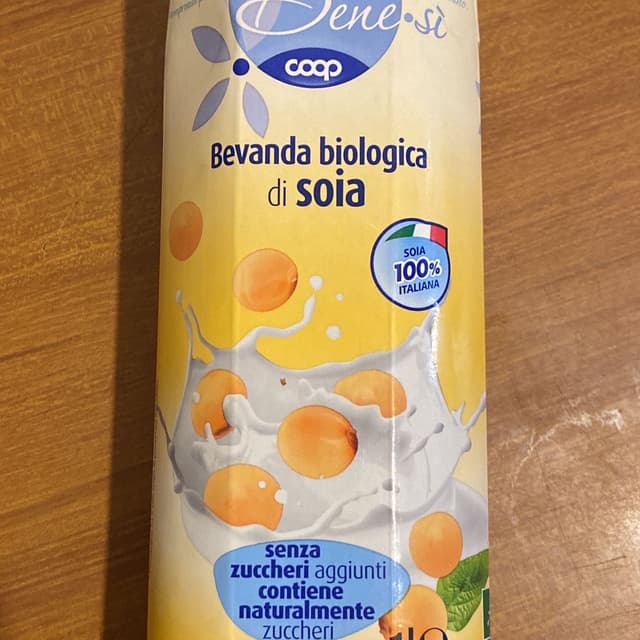 Bene·sì
coop
Bevanda biologica
di soia
SOIA
100%
ITALIANA
senza
zuccheri aggiunti
contiene
naturalmente
zuccheri